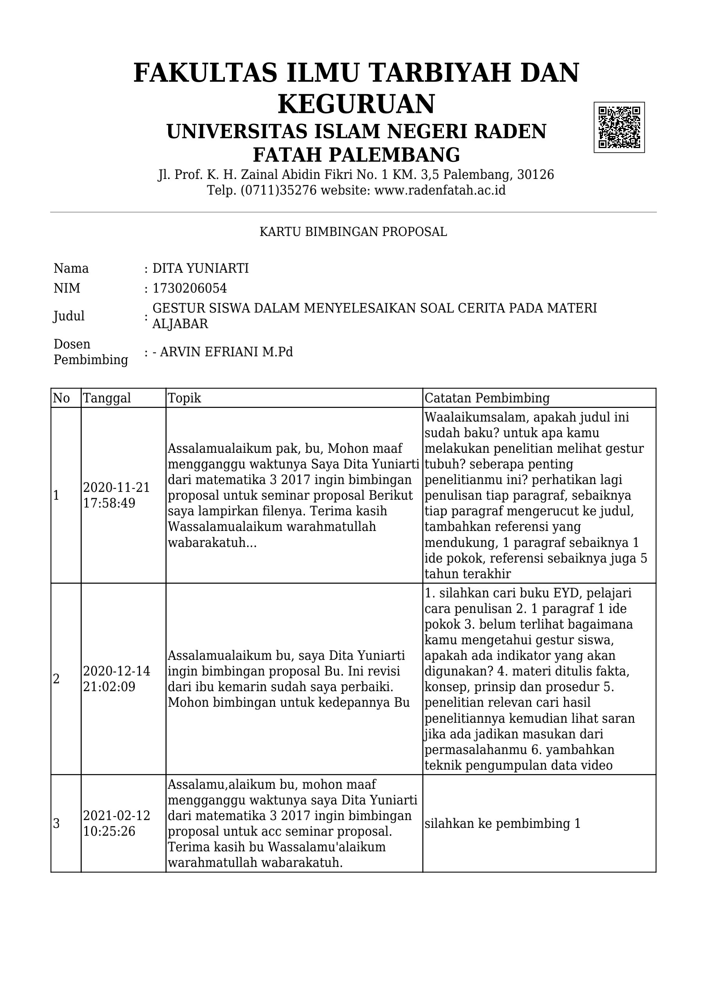 FAKULTAS ILMU TARBIYAH DAN
KEGURUAN
UNIVERSITAS ISLAM NEGERI RADEN
FATAH PALEMBANG
Jl. Prof. K. H. Zainal Abidin Fikri No. 1 KM. 3,5 Palembang, 30126
Telp. (0711)35276 website: www.radenfatah.ac.id
KARTU BIMBINGAN PROPOSAL
Nama : DITA YUNIARTI
NIM : 1730206054
Judul : GESTUR SISWA DALAM MENYELESAIKAN SOAL CERITA PADA MATERI
ALJABAR
Dosen
Pembimbing : - ARVIN EFRIANI M.Pd
No Tanggal Topik Catatan Pembimbing
1
2020-11-21
17:58:49
Assalamualaikum pak, bu, Mohon maaf
mengganggu waktunya Saya Dita Yuniarti
dari matematika 3 2017 ingin bimbingan
proposal untuk seminar proposal Berikut
saya lampirkan filenya. Terima kasih
Wassalamualaikum warahmatullah
wabarakatuh...
Waalaikumsalam, apakah judul ini
sudah baku? untuk apa kamu
melakukan penelitian melihat gestur
tubuh? seberapa penting
penelitianmu ini? perhatikan lagi
penulisan tiap paragraf, sebaiknya
tiap paragraf mengerucut ke judul,
tambahkan referensi yang
mendukung, 1 paragraf sebaiknya 1
ide pokok, referensi sebaiknya juga 5
tahun terakhir
2
2020-12-14
21:02:09
Assalamualaikum bu, saya Dita Yuniarti
ingin bimbingan proposal Bu. Ini revisi
dari ibu kemarin sudah saya perbaiki.
Mohon bimbingan untuk kedepannya Bu
1. silahkan cari buku EYD, pelajari
cara penulisan 2. 1 paragraf 1 ide
pokok 3. belum terlihat bagaimana
kamu mengetahui gestur siswa,
apakah ada indikator yang akan
digunakan? 4. materi ditulis fakta,
konsep, prinsip dan prosedur 5.
penelitian relevan cari hasil
penelitiannya kemudian lihat saran
jika ada jadikan masukan dari
permasalahanmu 6. yambahkan
teknik pengumpulan data video
3
2021-02-12
10:25:26
Assalamu,alaikum bu, mohon maaf
mengganggu waktunya saya Dita Yuniarti
dari matematika 3 2017 ingin bimbingan
proposal untuk acc seminar proposal.
Terima kasih bu Wassalamu'alaikum
warahmatullah wabarakatuh.
silahkan ke pembimbing 1